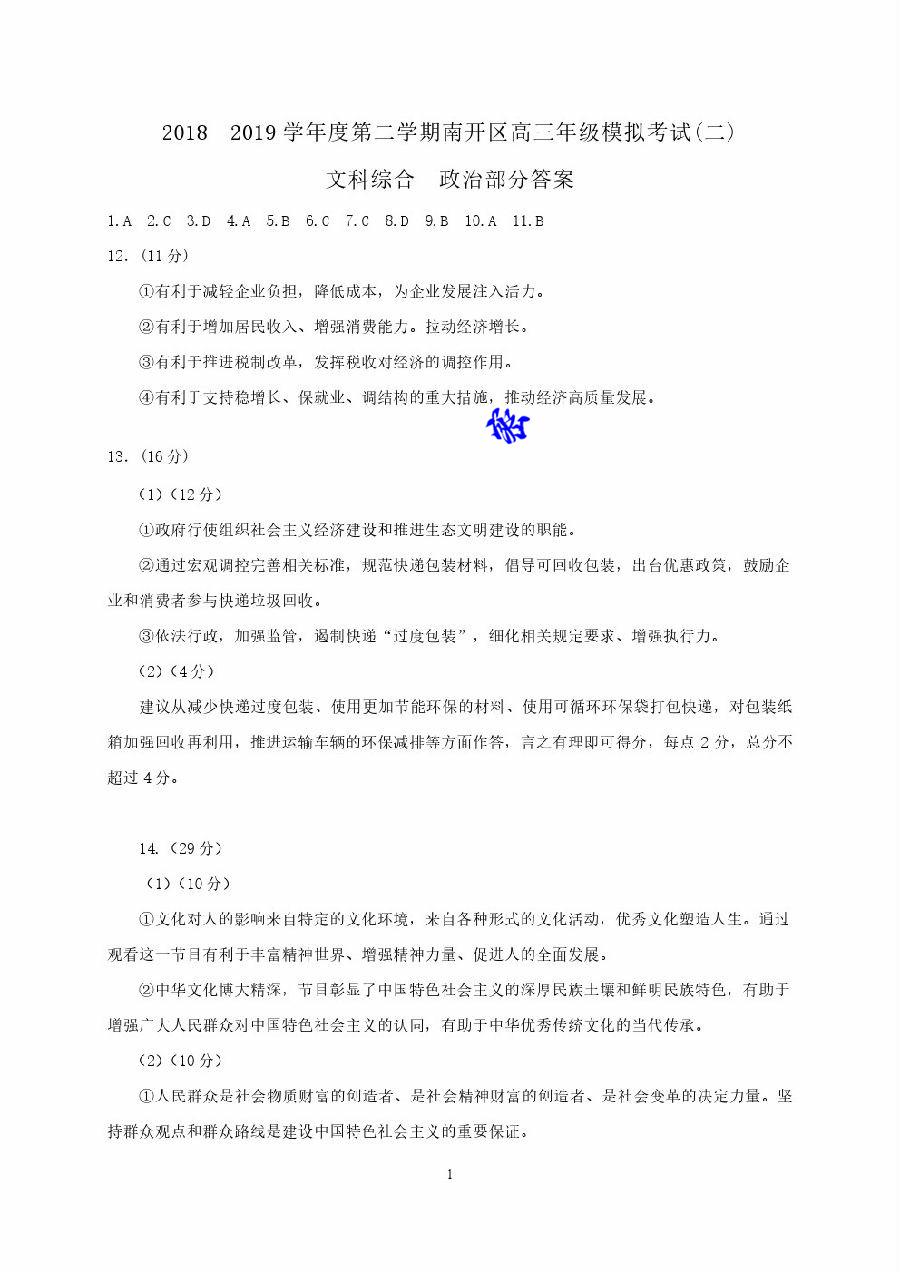 2018 2019学年度第二学期南开区高三年级模拟考试(二)
文科综合 政治部分答案
1.A 2.C 3.D 4.A 5.B 6.C 7.C 8.D 9.B 10.A 11.B
12.(11分)
①有利于减轻企业负担，降低成本，为企业发展注入活力。
②有利于增加居民收入、增强消费能力。拉动经济增长。
③有利于推进税制改革，发挥税收对经济的调控作用。
④有利于支持稳增长、保就业、调结构的重大措施，推动经济高质量发展。
密
13.(16分)
(1)(12分)
①政府行使组织社会主义经济建设和推进生态文明建设的职能。
②通过宏观调控完善相关标准，规范快递包装材料，倡导可回收包装，出台优惠政策，鼓励企
业和消费者参与快递垃圾回收。
③依法行政，加强监管，遏制快递“过度包装”，细化相关规定要求、增强执行力。
(2)(4分)
建议从减少快递过度包装、使用更加节能环保的材料、使用可循环环保袋打包快递，对包装纸
箱加强回收再利用，推进运输车辆的环保减排等方面作答，言之有理即可得分，每点2分，总分不
超过4分。
14.(29分)
(1)(10分)
①文化对人的影响来自特定的文化环境，来自各种形式的文化活动，优秀文化塑造人生。通过
观看这一节目有利于丰富精神世界、增强精神力量、促进人的全面发展。
②中华文化博大精深，节目彰显了中国特色社会主义的深厚民族土壤和鲜明民族特色，有助于
增强广大人民群众对中国特色社会主义的认同，有助于中华优秀传统文化的当代传承。
(2)(10分)
①人民群众是社会物质财富的创造者、是社会精神财富的创造者、是社会变革的决定力量。坚
持群众观点和群众路线是建设中国特色社会主义的重要保证。
1